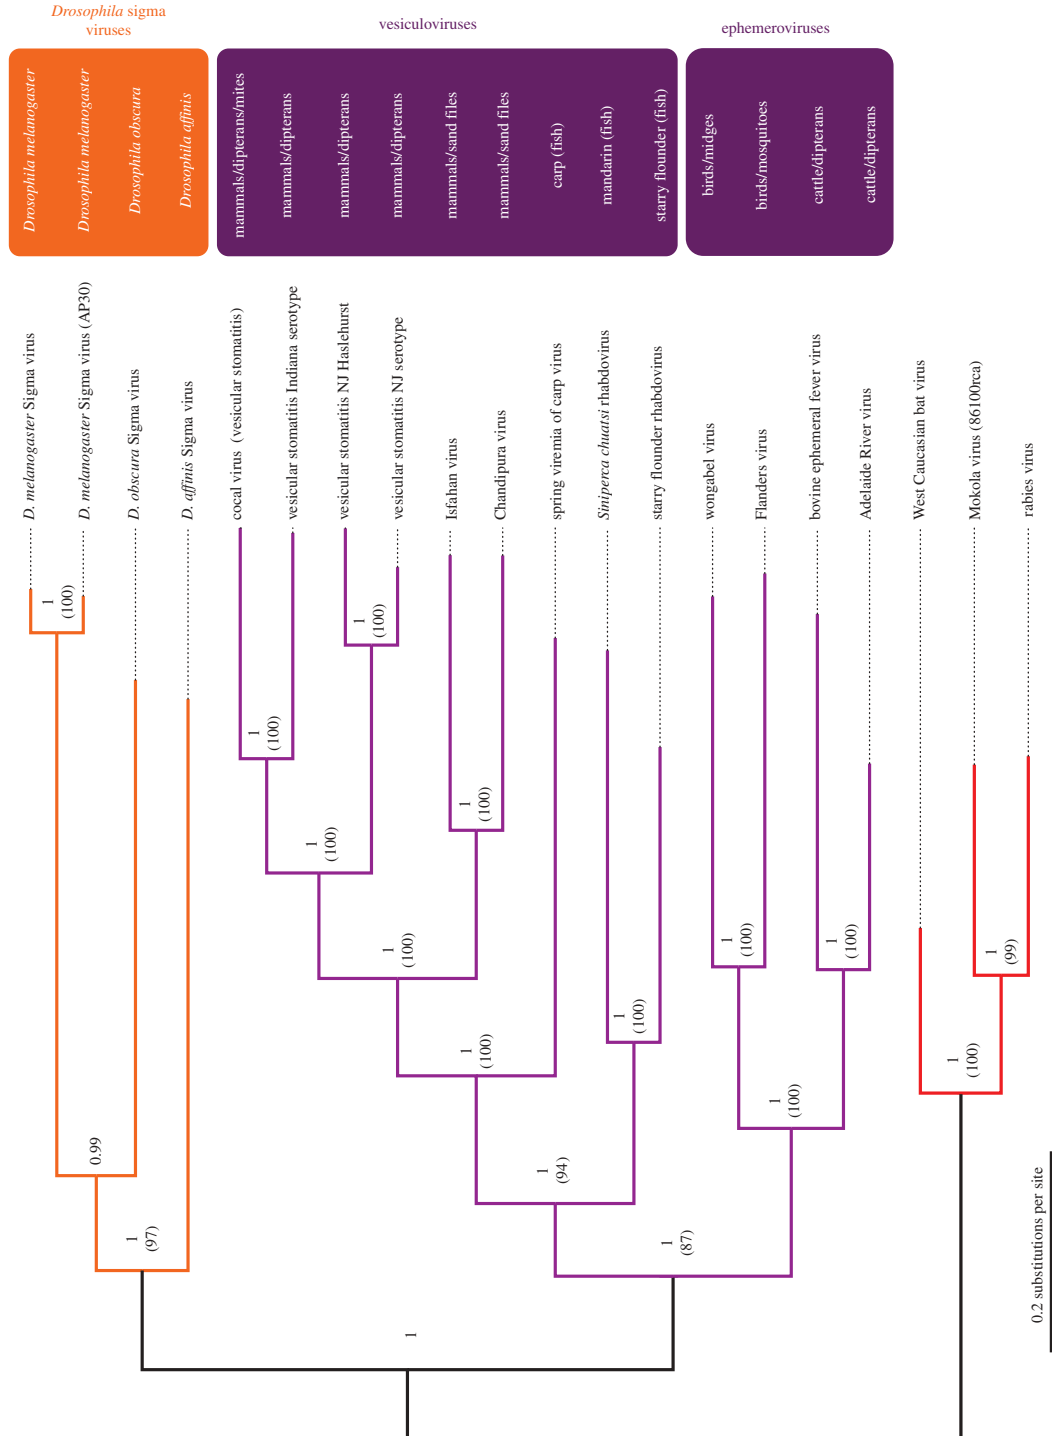 Drosophila sigma
viruses
vesiculoviruses
ephemeroviruses
Drosophila melanogaster
Drosophila melanogaster
Drosophila obscura
Drosophila affinis
mammals/dipterans/mites
mammals/dipterans
mammals/dipterans
mammals/dipterans
mammals/sand files
mammals/sand files
carp (fish)
mandarin (fish)
starry flounder (fish)
birds/midges
birds/mosquitoes
cattle/dipterans
cattle/dipterans
D. melanogaster Sigma virus
D. melanogaster Sigma virus (AP30)
D. obscura Sigma virus
D. affinis Sigma virus
cocal virus (vesicular stomatitis)
vesicular stomatitis Indiana serotype
vesicular stomatitis NJ Haslehurst
vesicular stomatitis NJ serotype
Isfahan virus
Chandipura virus
spring viremia of carp virus
Siniperca chuatsi rhabdovirus
starry flounder rhabdovirus
wongabel virus
Flanders virus
bovine ephemeral fever virus
Adelaide River virus
West Caucasian bat virus
Mokola virus (86100rca)
rabies virus
1
(100)
0.99
1
(97)
1
(100)
1
(100)
1
(100)
1
(100)
1
(100)
1
(100)
1
(100)
1
(94)
1
(100)
1
(100)
1
(100)
1
(87)
1
1
(99)
1
(100)
0.2 substitutions per site